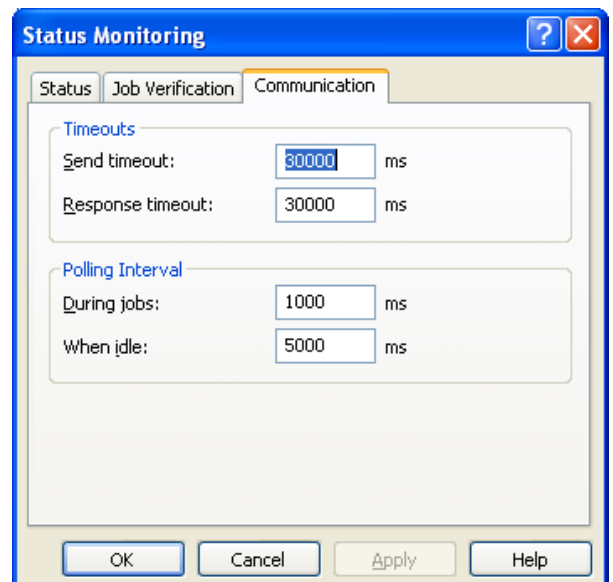 Status Monitoring
Status Job Verification Communication
Timeouts
Send timeout: 30000 ms
Response timeout: 30000 ms
Polling Interval
During jobs: 1000 ms
When idle: 5000 ms
OK Cancel Apply Help